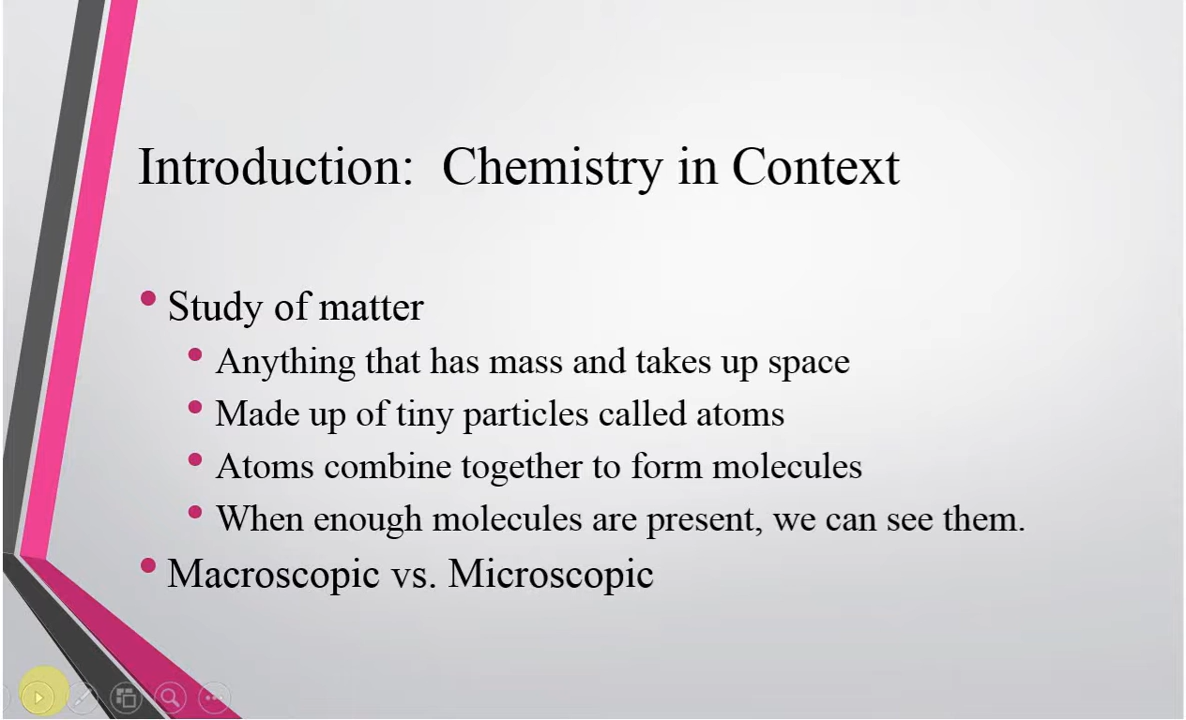 Introduction:  Chemistry in Context
Study of matter
Anything that has mass and takes up space
Made up of tiny particles called atoms
Atoms combine together to form molecules
When enough molecules are present, we can see them.
Macroscopic vs. Microscopic